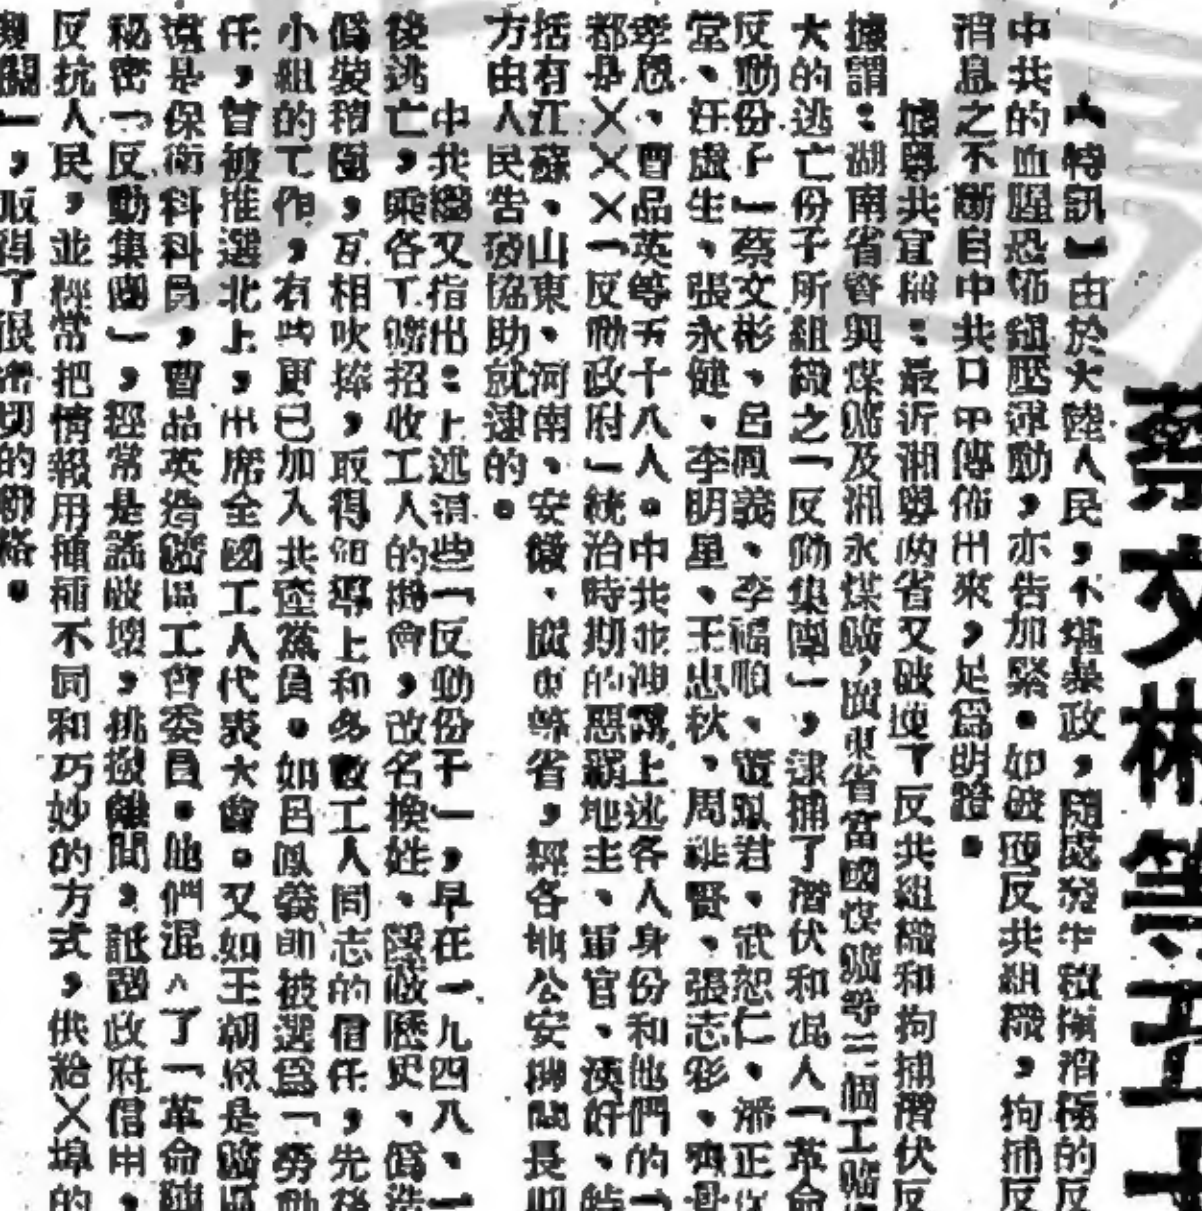 蔡文林等五十
【特訊】由於大陸人民,不堪暴政,隨處發生積極消極的反
中共的血腥恐怖鎮壓運動,亦告加緊。如破獲反共組織,拘捕反
消息之不斷自中共口中傳佈出來,足爲明證。
據粵共宣稱:最近湘粵兩省又破獲了反共組織和拘捕潛伏反
據謂:湖南省資興煤礦及湘永煤礦,廣東省富國煤礦等三個工礦
大的逃亡份子所組織之「反動集團」,逮捕了潛伏和混入「革命
反動份子」蔡文彬、呂鳳義、李福順、君、武恕仁、潘正
堂、汪虛生、張永健、李明星、王忠秋、周維賢、張志彩、
李恩、曹品英等五十八人。中共並透露上述各人身份和他們的「
都是×××「反動政府」統治時期的惡霸地主、軍官、漢奸、
括有江蘇、山東、河南、安徽、廣東等省,經各地公安機關長
方由人民告發協助就逮的。
中共繼又指出:上述這些「反動份子」,早在一九四八、一
後逃亡,乘各工礦招收工人的機會,改名換姓、隱蔽歷史、僞造
僞裝積極,互相吹捧,取得領導上和多數工人同志的信任,先後
小組的工作,有些更已加入共產黨員。如呂鳳義即被選爲「勞動
任,曾被推選北上,出席全國工人代表大會。又如王朝是礦區
是保衛科科員,曹品英爲礦區工會委員。他們混入了「革命
秘密「反動集團」,經常是謠破壞,挑撥離間,詆譭政府信用,
反抗人民,並經常把情報用種種不同和巧妙的方式,供給×埠的
機關」,取得了很密切的聯絡。